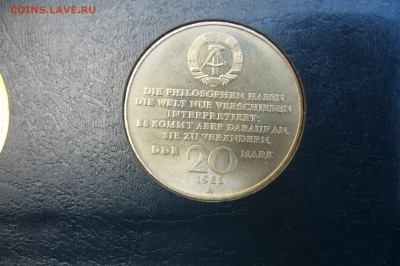 COINS.LAVE.RU
DIE PHILOSOPHEN HABEN
DIE WELT NUR VERSCHIEDEN
INTERPRETIERT;
ES KOMMT ABER DARAUF AN,
SIE ZU VERÄNDERN.
DDR 20 MARK
1983
A